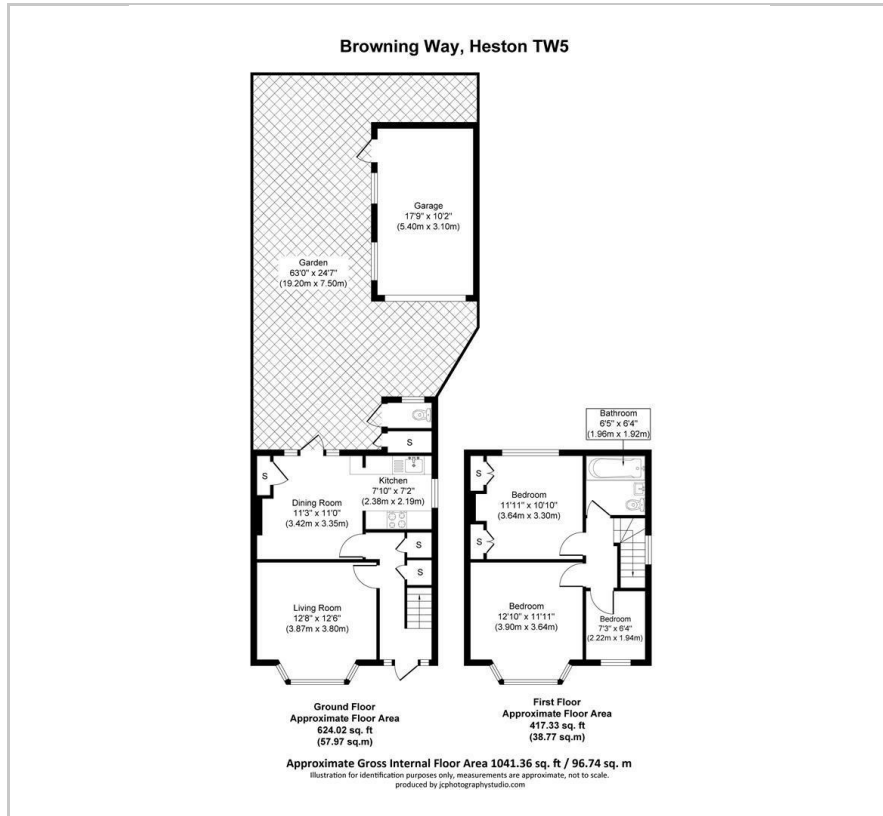 Browning Way, Heston TW5
Garage
17'9" x 10'2"
(5.40m x 3.10m)
Garden
63'0" x 24'7"
(19.20m x 7.50m)
S
S
Kitchen
7'10" x 7'2"
(2.38m x 2.19m)
Dining Room
11'3" x 11'0"
(3.42m x 3.35m)
S
S
Living Room
12'8" x 12'6"
(3.87m x 3.80m)
Ground Floor
Approximate Floor Area
624.02 sq. ft
(57.97 sq.m)
Bathroom
6'5" x 6'4"
(1.96m x 1.92m)
S
Bedroom
11'11" x 10'10"
(3.64m x 3.30m)
S
Bedroom
12'10" x 11'11"
(3.90m x 3.64m)
Bedroom
7'3" x 6'4"
(2.22m x 1.94m)
First Floor
Approximate Floor Area
417.33 sq. ft
(38.77 sq.m)
Approximate Gross Internal Floor Area 1041.36 sq. ft / 96.74 sq. m
Illustration for identification purposes only, measurements are approximate, not to scale.
produced by jcphotographystudio.com